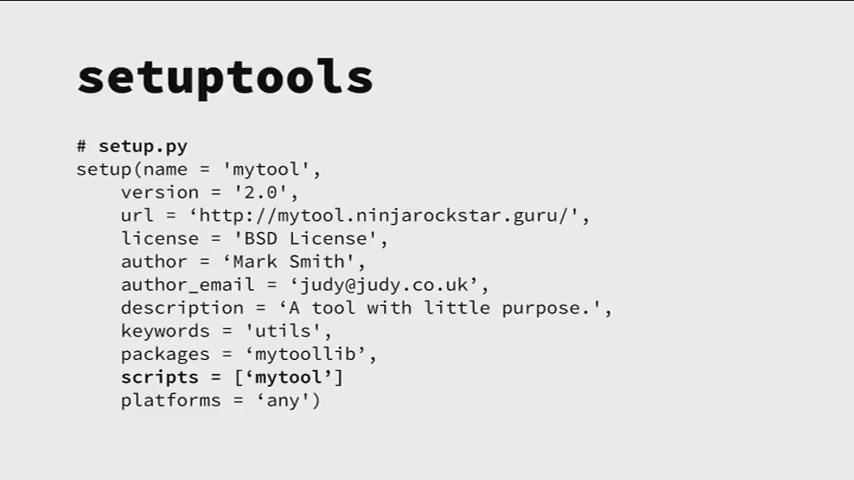 setuptools
# setup.py
setup(name = 'mytool',
version = '2.0',
url = ‘http://mytool.ninjarockstar.guru/',
license = 'BSD License',
author = ‘Mark Smith',
author_email = ‘judy@judy.co.uk’,
description = ‘A tool with little purpose.',
keywords = 'utils',
packages = ‘mytoollib’,
scripts = [‘mytool’]
platforms = ‘any')